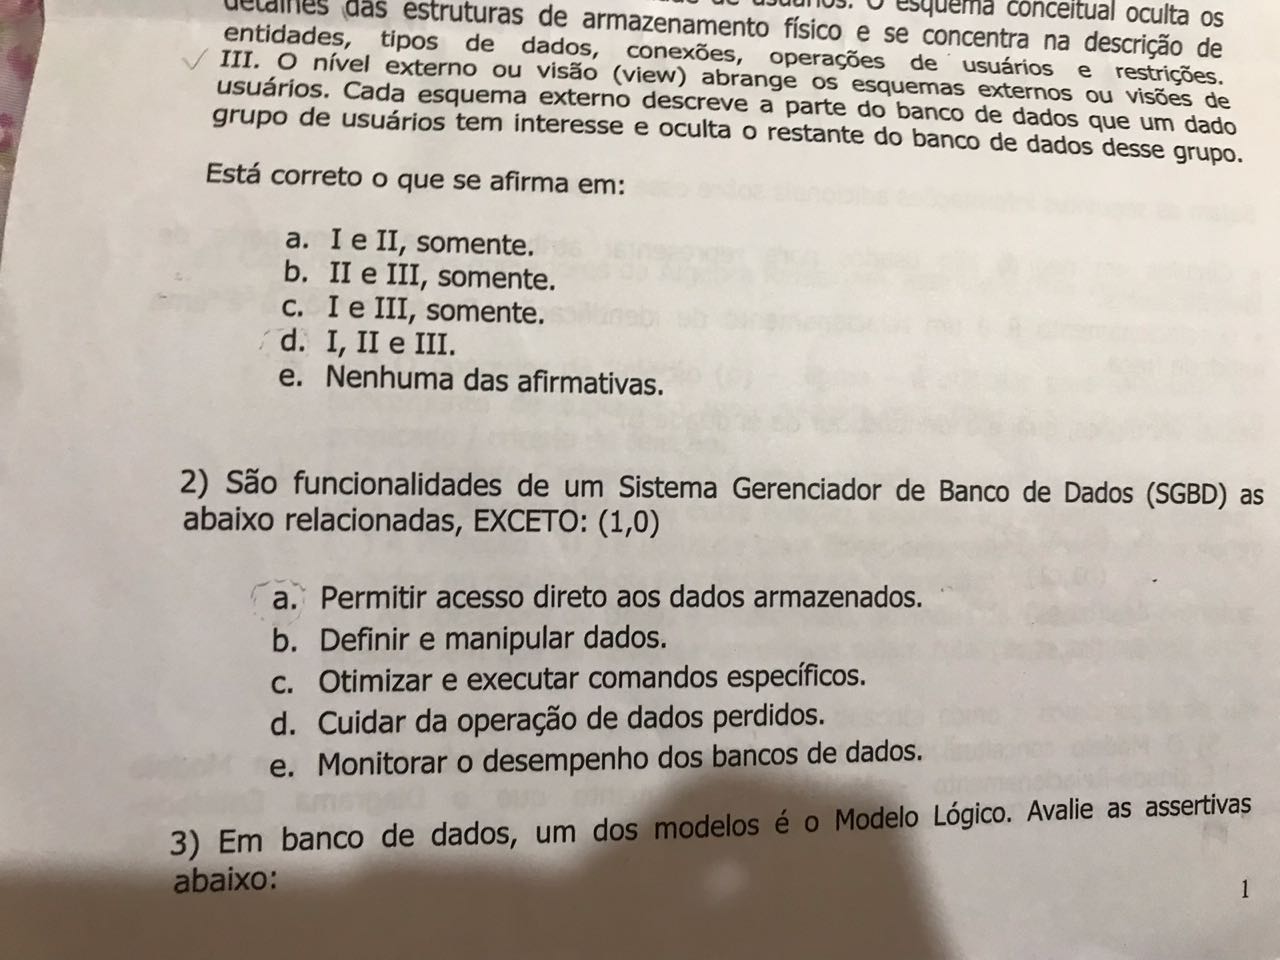 detalhes das estruturas de armazenamento físico e se concentra na descrição de
usuários. O esquema conceitual oculta os
entidades, tipos de dados, conexões, operações de usuários e restrições.
III. O nível externo ou visão (view) abrange os esquemas externos ou visões de
usuários. Cada esquema externo descreve a parte do banco de dados que um dado
grupo de usuários tem interesse e oculta o restante do banco de dados desse grupo.
Está correto o que se afirma em:
a. I e II, somente.
b. II e III, somente.
c. I e III, somente.
d. I, II e III.
e. Nenhuma das afirmativas.
2) São funcionalidades de um Sistema Gerenciador de Banco de Dados (SGBD) as
abaixo relacionadas, EXCETO: (1,0)
a. Permitir acesso direto aos dados armazenados.
b. Definir e manipular dados.
c. Otimizar e executar comandos específicos.
d. Cuidar da operação de dados perdidos.
e. Monitorar o desempenho dos bancos de dados.
3) Em banco de dados, um dos modelos é o Modelo Lógico. Avalie as assertivas
abaixo:
1